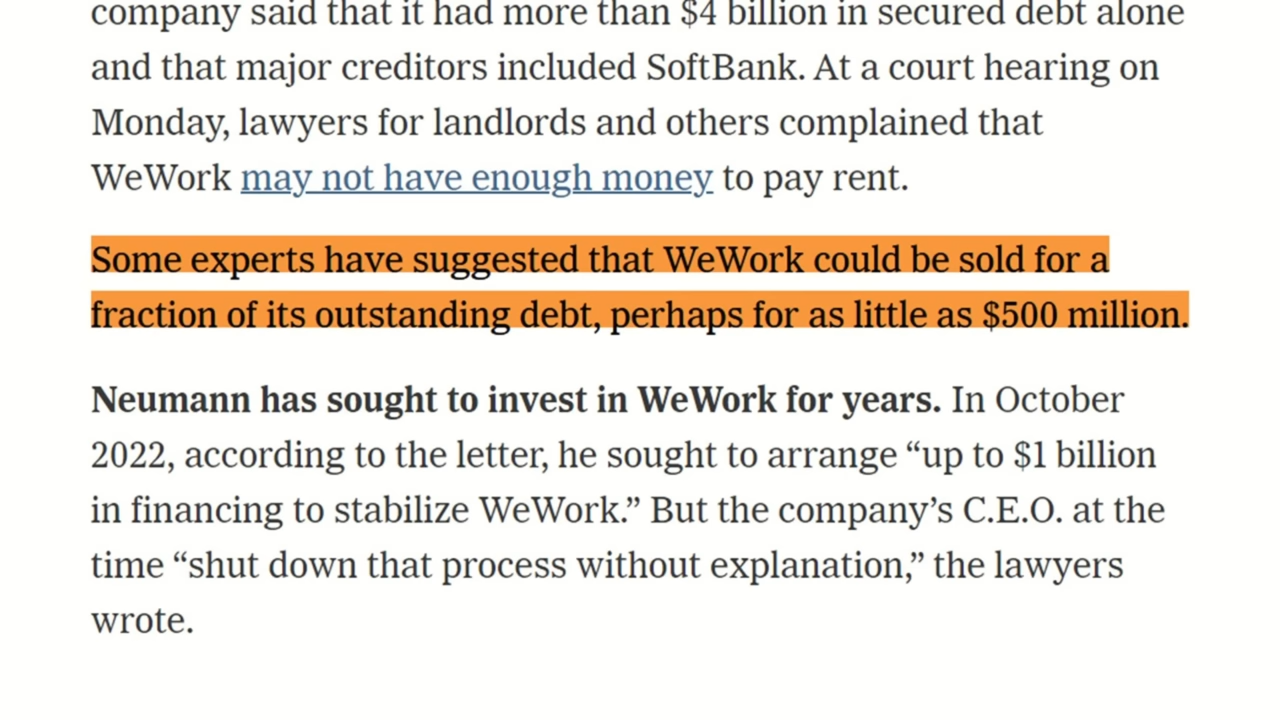 company said that it had more than $4 billion in secured debt alone
and that major creditors included SoftBank. At a court hearing on
Monday, lawyers for landlords and others complained that
WeWork may not have enough money to pay rent.
Some experts have suggested that WeWork could be sold for a
fraction of its outstanding debt, perhaps for as little as $500 million.
Neumann has sought to invest in WeWork for years. In October
2022, according to the letter, he sought to arrange “up to $1 billion
in financing to stabilize WeWork.” But the company’s C.E.O. at the
time “shut down that process without explanation,” the lawyers
wrote.